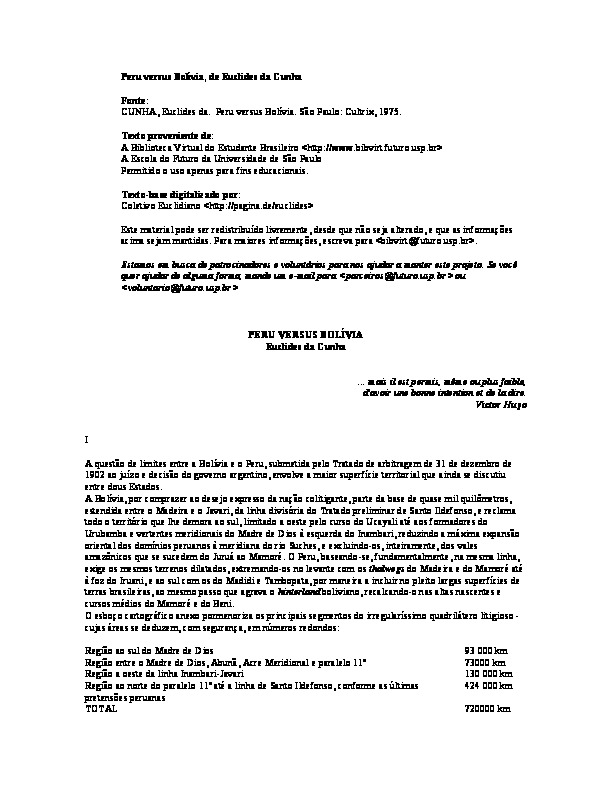 Peru versus Bolívia, de Euclides da Cunha
Fonte:
CUNHA, Euclides da. Peru versus Bolívia. São Paulo: Cultrix, 1975.
Texto proveniente de:
A Biblioteca Virtual do Estudante Brasileiro <http://www.bibvirt.futuro.usp.br>
A Escola do Futuro da Universidade de São Paulo
Permitido o uso apenas para fins educacionais.
Texto-base digitalizado por:
Coletivo Euclidiano <http://pagina.de/euclides>
Este material pode ser redistribuído livremente, desde que não seja alterado, e que as informações
acima sejam mantidas. Para maiores informações, escreva para <bibvirt@futuro.usp.br>.
Estamos em busca de patrocinadores e voluntários para nos ajudar a manter este projeto. Se você
quer ajudar de alguma forma, mande um e-mail para <parceiros@futuro.usp.br> ou
<voluntario@futuro.usp.br>
PERU VERSUS BOLÍVIA
Euclides da Cunha
... mais il est permis, même au plus faible,
d'avoir une bonne intention et de la dire.
Victor Hugo
I
A questão de limites entre a Bolívia e o Peru, submetida pelo Tratado de arbitragem de 31 de dezembro de
1902 ao juízo e decisão do governo argentino, envolve a maior superfície territorial que ainda se discutiu
entre dous Estados.
A Bolívia, por comprazer ao desejo expresso da nação colitigante, parte da base de quase mil quilômetros,
estendida entre o Madeira e o Javari, da linha divisória do Tratado preliminar de Santo Ildefonso, e reclama
todo o território que lhe demora ao sul, limitado a oeste pelo curso do Ucayali até aos formadores do
Urubamba e vertentes meridionais do Madre de Diós à esquerda do Inambari, reduzindo a máxima expansão
oriental dos domínios peruanos à meridiana do rio Suches, e excluindo-os, inteiramente, dos vales
amazônicos que se sucedem do Juruá ao Mamoré. O Peru, baseando-se, fundamentalmente, na mesma linha,
exige os mesmos terrenos dilatados, extremando-os no levante com os thalwegs do Madeira e do Mamoré até
à foz do Iruani, e ao sul com os do Madidi e Tambopata, por maneira a incluir no pleito largas superfícies de
terras brasileiras, ao mesmo passo que agrava o hinterland boliviano, recalcando-o nas altas nascentes e
cursos médios do Mamoré e do Beni.
O esboço cartográfico anexo pormenoriza os principais segmentos do irregularíssimo quadrilátero litigioso -
cujas áreas se deduzem, com segurança, em números redondos:
Região ao sul do Madre de Dios 93 000 km
Região entre o Madre de Dios, Abunã, Acre Meridional e paralelo 11º 73000 km
Região a oeste da linha Inambari-Javari 130 000 km
Região ao norte do paralelo 11º até a linha de Santo Ildefonso, conforme as últimas 424 000 km
pretensões peruanas
TOTAL 720000 km